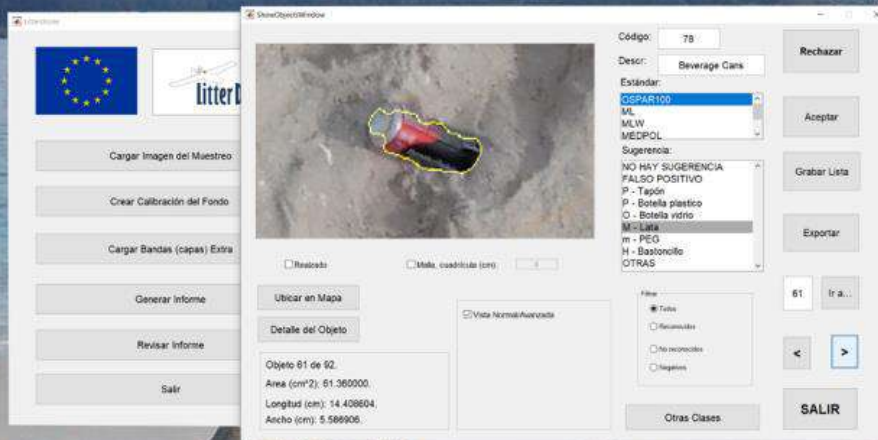 LitterDrone
Litter D
Cargar Imagen del Muestreo
Crear Calibración del Fondo
Cargar Bandas (capas) Extra
Generar Informe
Revisar Informe
Salir
ShowObjectsWindow
Código:
78
Descr:
Beverage Cans
Estándar:
OSPAR100
ML
MLW
MEDPOL
Sugerencia:
NO HAY SUGERENCIA
FALSO POSITIVO
P - Tapón
P - Botella plastico
O - Botella vidrio
M - Lata
m - PEG
H - Bastoncillo
OTRAS
Realzado
Malla, cuadrícula (cm):
Ubicar en Mapa
Detalle del Objeto
Vista Normal/Avanzada
Objeto 61 de 92.
Area (cm^2): 61.360000.
Longitud (cm): 14.408604.
Ancho (cm): 5.586906.
Filtrar
Todos
Reconocidos
No reconocidos
Negativos
Otras Clases
Rechazar
Aceptar
Grabar Lista
Exportar
61
Ir a...
<
>
SALIR